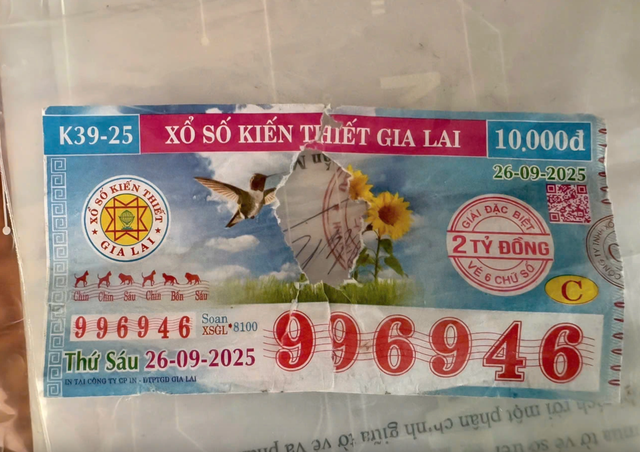 K39-25
XỔ SỐ KIẾN THIẾT GIA LAI
10,000đ
26-09-2025
XỔ SỐ KIẾN THIẾT
GIA LAI
GIẢI ĐẶC BIỆT
2 TỶ ĐỒNG
VÉ 6 CHỮ SỐ
C
Chín Chín Sáu Chín Bốn Sáu
996946
Soạn
XSGL*8100
996946
Thứ Sáu 26-09-2025
IN TẠI CÔNG TY CP IN - DTPTGD GIA LAI